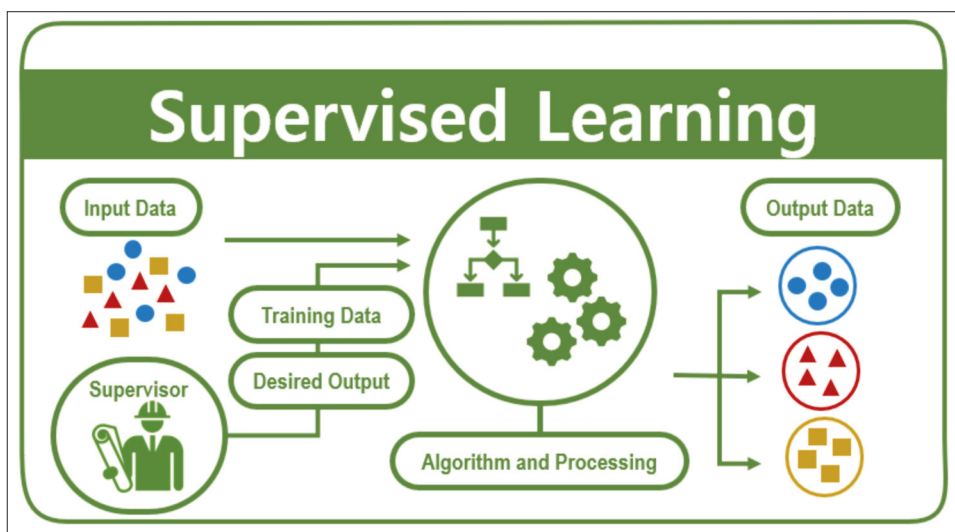 Supervised Learning
Input Data
Output Data
Training Data
Desired Output
Supervisor
Algorithm and Processing